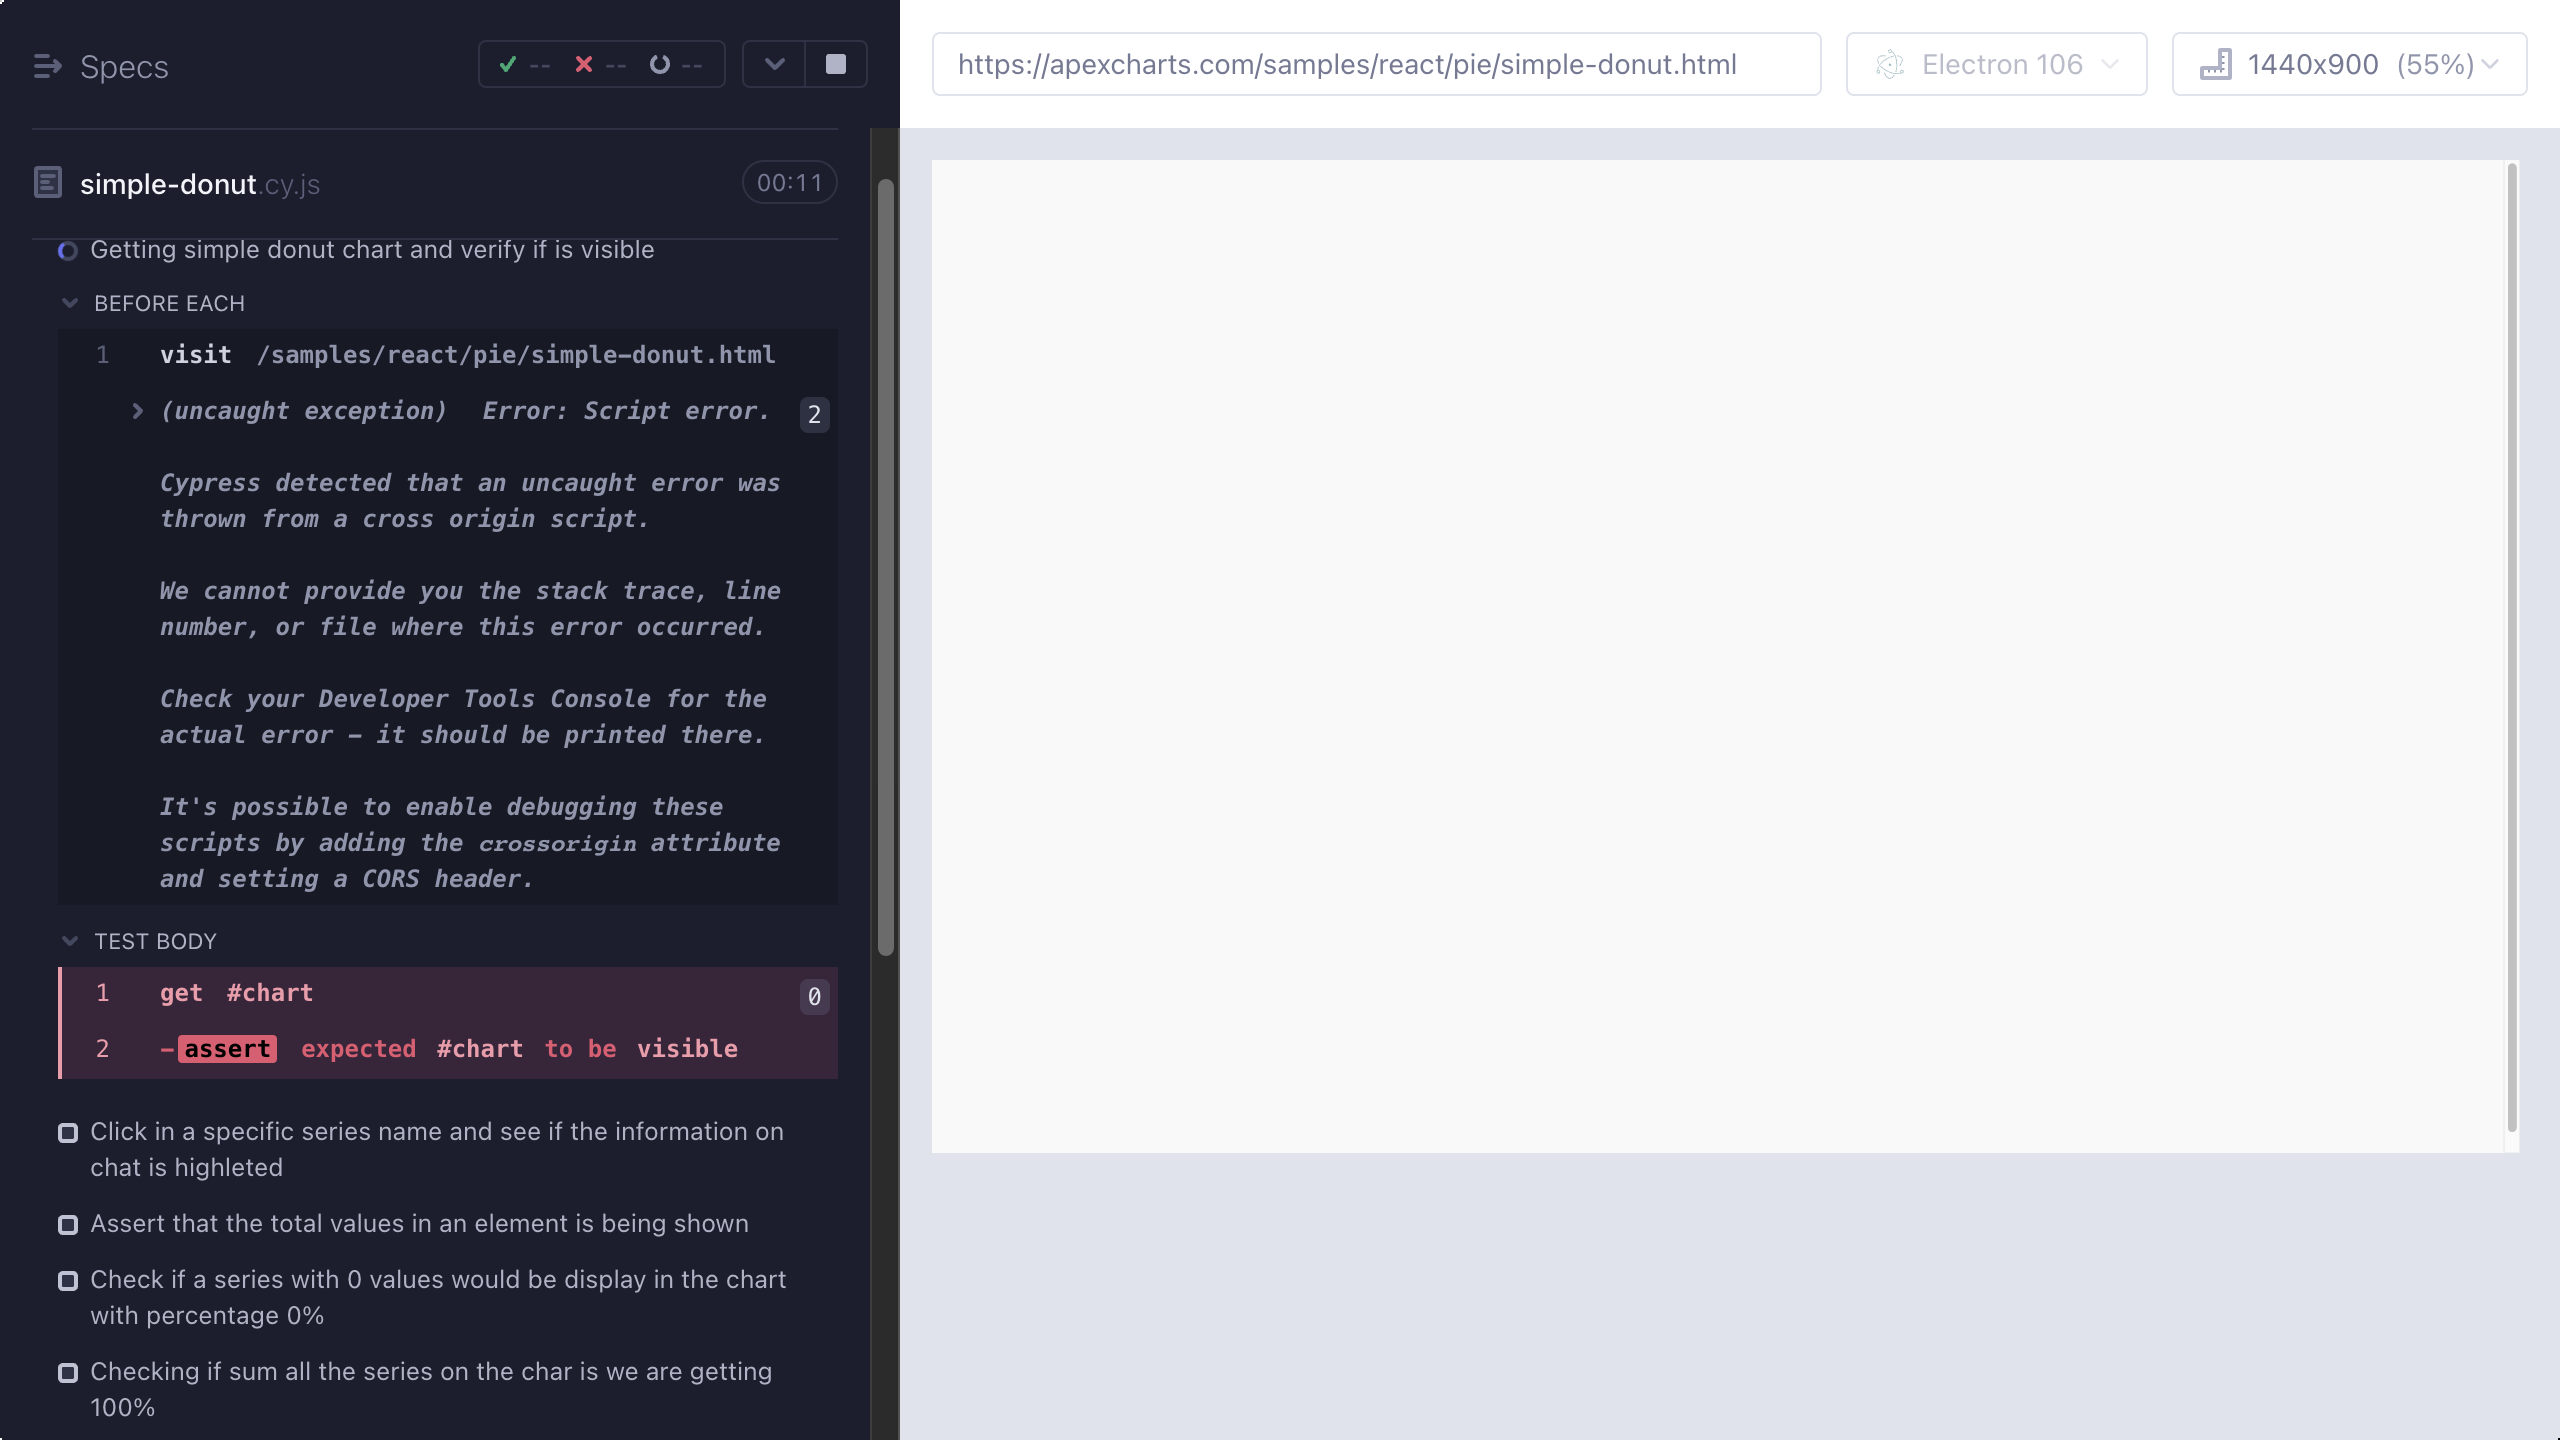 Specs
-- -- --
simple-donut.cy.js
00:11
Getting simple donut chart and verify if is visible
BEFORE EACH
1 visit /samples/react/pie/simple-donut.html
(uncaught exception) Error: Script error. 2
Cypress detected that an uncaught error was
thrown from a cross origin script.
We cannot provide you the stack trace, line
number, or file where this error occurred.
Check your Developer Tools Console for the
actual error – it should be printed there.
It's possible to enable debugging these
scripts by adding the crossorigin attribute
and setting a CORS header.
TEST BODY
1 get #chart 0
2 -assert expected #chart to be visible
Click in a specific series name and see if the information on
chat is highleted
Assert that the total values in an element is being shown
Check if a series with 0 values would be display in the chart
with percentage 0%
Checking if sum all the series on the char is we are getting
100%
https://apexcharts.com/samples/react/pie/simple-donut.html
Electron 106
1440x900 (55%)